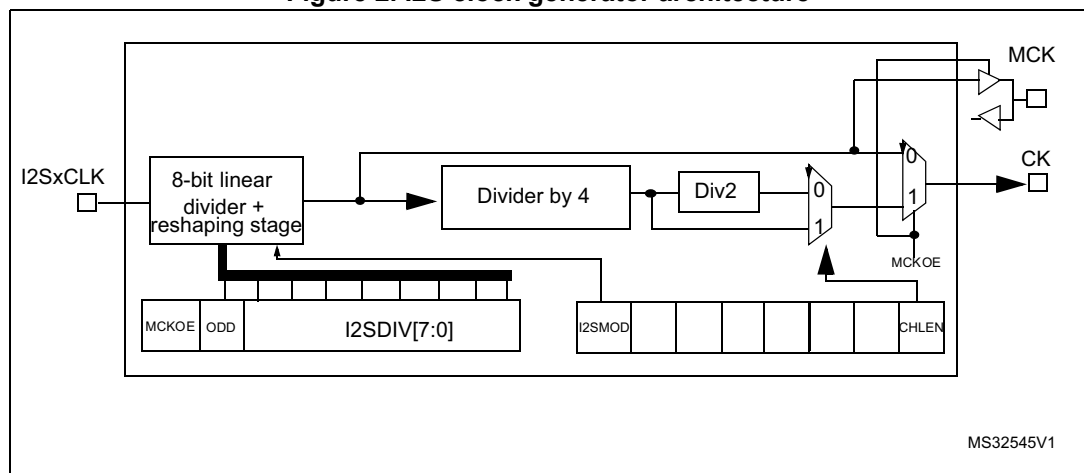 Figure 2. I2S clock generator architecture
MCK
I2SxCLK
8-bit linear
divider +
reshaping stage
Divider by 4
Div2
0
1
0
1
CK
MCKOE
MCKOE
ODD
I2SDIV[7:0]
I2SMOD
CHLEN
MS32545V1